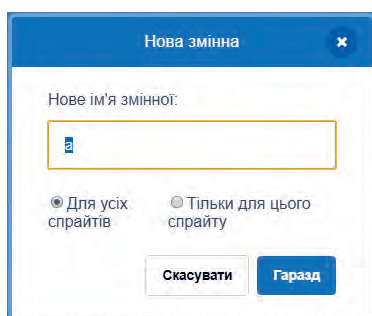 Нова змінна
Нове ім'я змінної:
а
Для усіх спрайтів
Тільки для цього спрайту
Скасувати
Гаразд